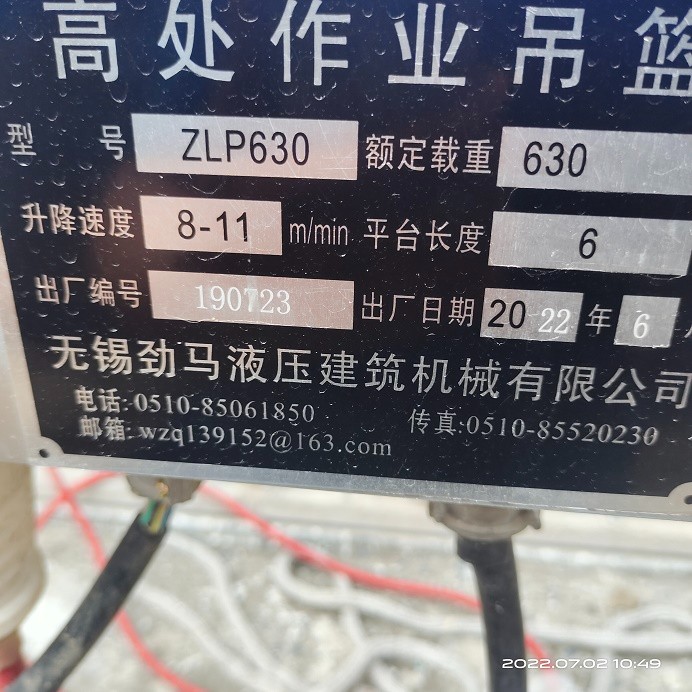 高处作业吊篮
型 号 ZLP630 额定载重 630
升降速度 8-11 m/min 平台长度 6
出厂编号 190723 出厂日期 2022年6
无锡劲马液压建筑机械有限公司
电话:0510-85061850 传真:0510-85520230
邮箱:wzq139152@163.com
2022.07.02 10:49